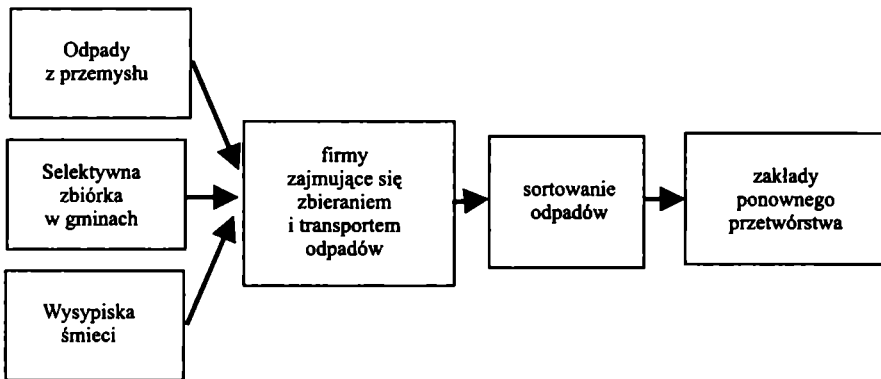 Odpady
z przemysłu
Selektywna
zbiórka
w gminach
Wysypiska
śmieci
firmy
zajmujące się
zbieraniem
i transportem
odpadów
sortowanie
odpadów
zakłady
ponownego
przetwórstwa